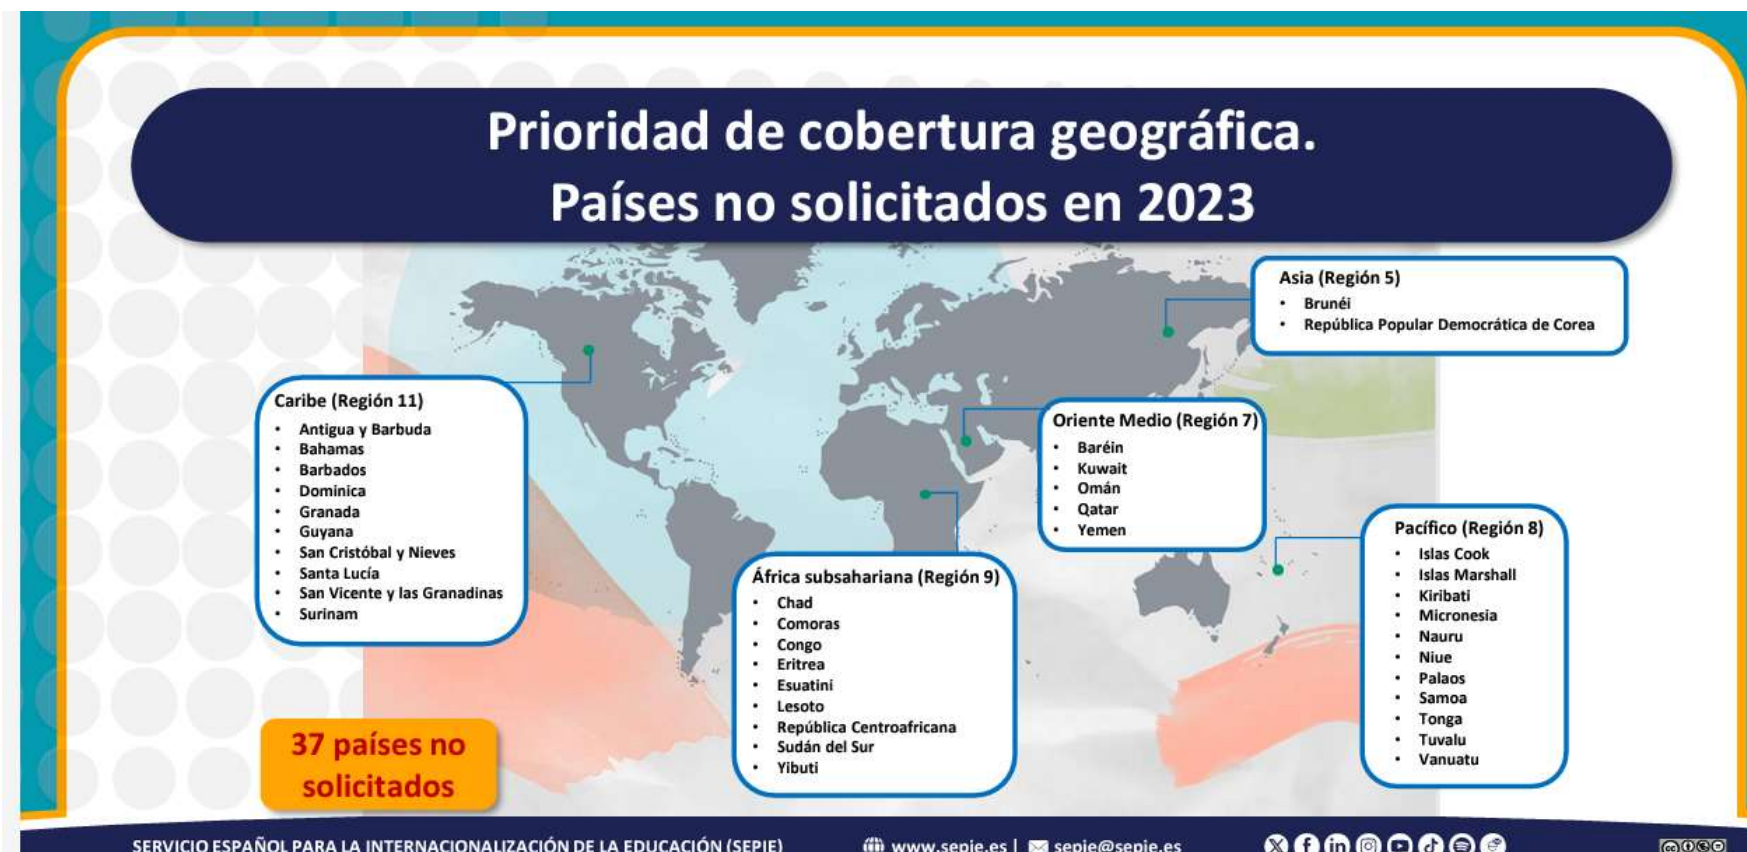 Prioridad de cobertura geográfica.
Países no solicitados en 2023
Asia (Región 5)
• Brunéi
• República Popular Democrática de Corea
Caribe (Región 11)
• Antigua y Barbuda
• Bahamas
• Barbados
• Dominica
• Granada
• Guyana
• San Cristóbal y Nieves
• Santa Lucía
• San Vicente y las Granadinas
• Surinam
Oriente Medio (Región 7)
• Baréin
• Kuwait
• Omán
• Qatar
• Yemen
Pacífico (Región 8)
• Islas Cook
• Islas Marshall
• Kiribati
• Micronesia
• Nauru
• Niue
• Palaos
• Samoa
• Tonga
• Tuvalu
• Vanuatu
África subsahariana (Región 9)
• Chad
• Comoras
• Congo
• Eritrea
• Esuatini
• Lesoto
• República Centroafricana
• Sudán del Sur
• Yibuti
37 países no
solicitados
SERVICIO ESPAÑOL PARA LA INTERNACIONALIZACIÓN DE LA EDUCACIÓN (SEPIE) www.sepie.es | sepie@sepie.es